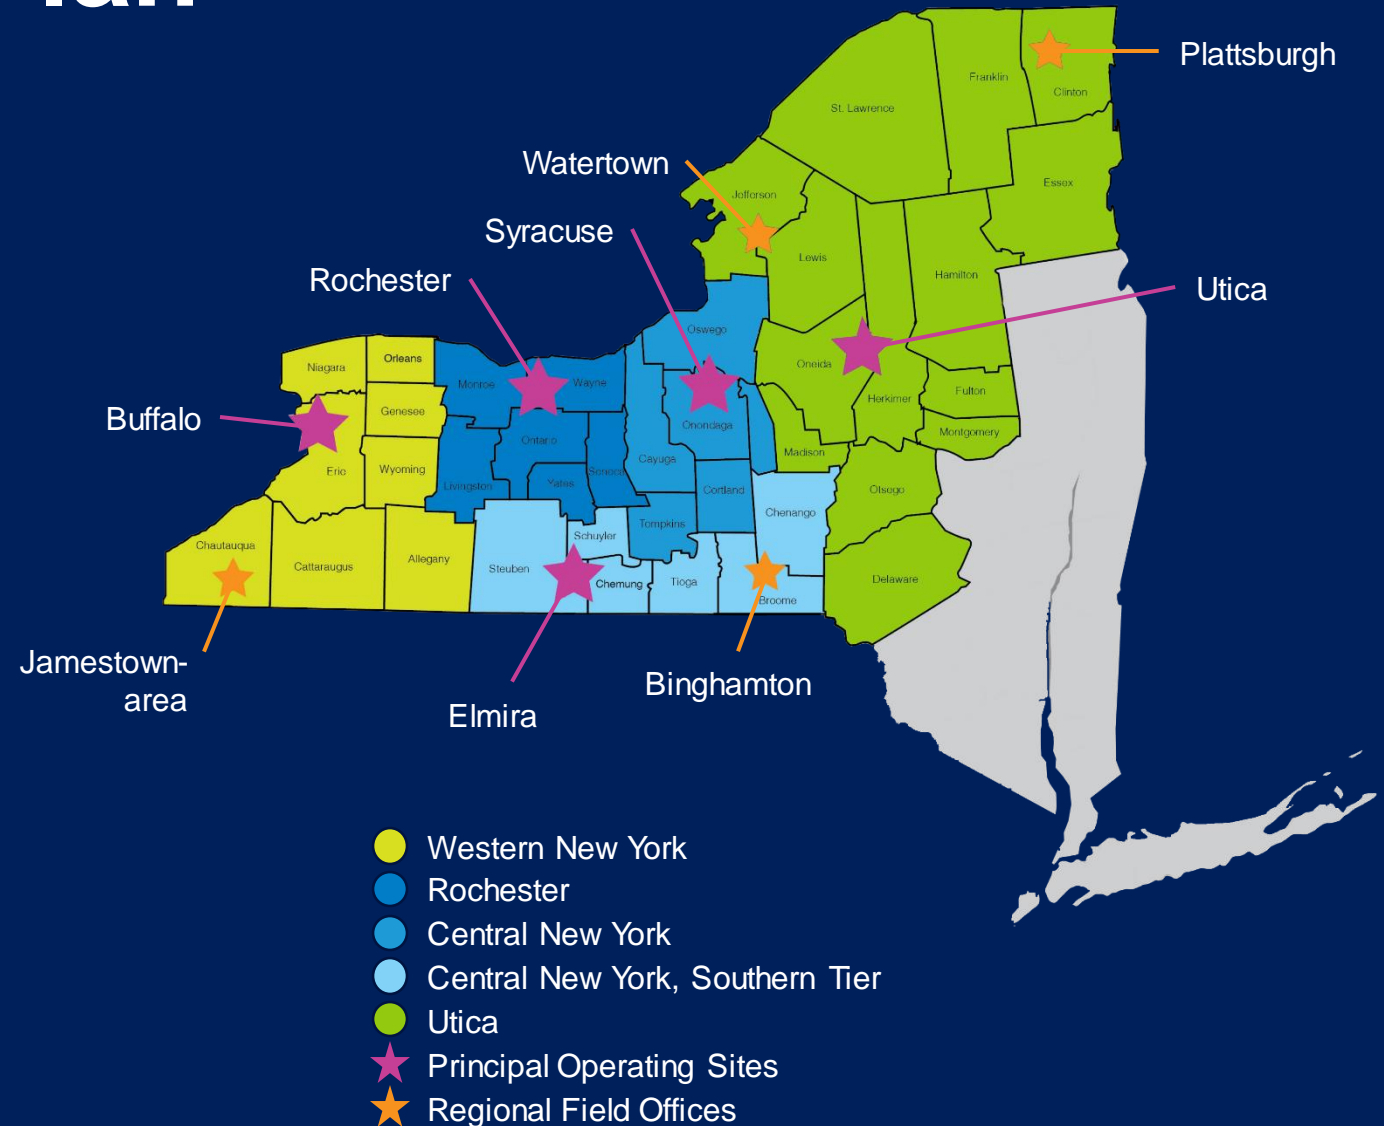 Plattsburgh
Franklin
Clinton
St. Lawrence
Watertown
Essex
Jefferson
Syracuse
Lewis
Hamilton
Rochester
Utica
Oswego
Niagara
Orleans
Oneida
Monroe
Wayne
Fulton
Herkimer
Buffalo
Genesee
Onondaga
Montgomery
Ontario
Madison
Cayuga
Erie
Wyoming
Seneca
Livingston
Yates
Cortland
Otsego
Chenango
Tompkins
Schuyler
Chautauqua
Allegany
Cattaraugus
Steuben
Chemung
Tioga
Delaware
Broome
Jamestown-
area
Binghamton
Elmira
Western New York
Rochester
Central New York
Central New York, Southern Tier
Utica
Principal Operating Sites
Regional Field Offices